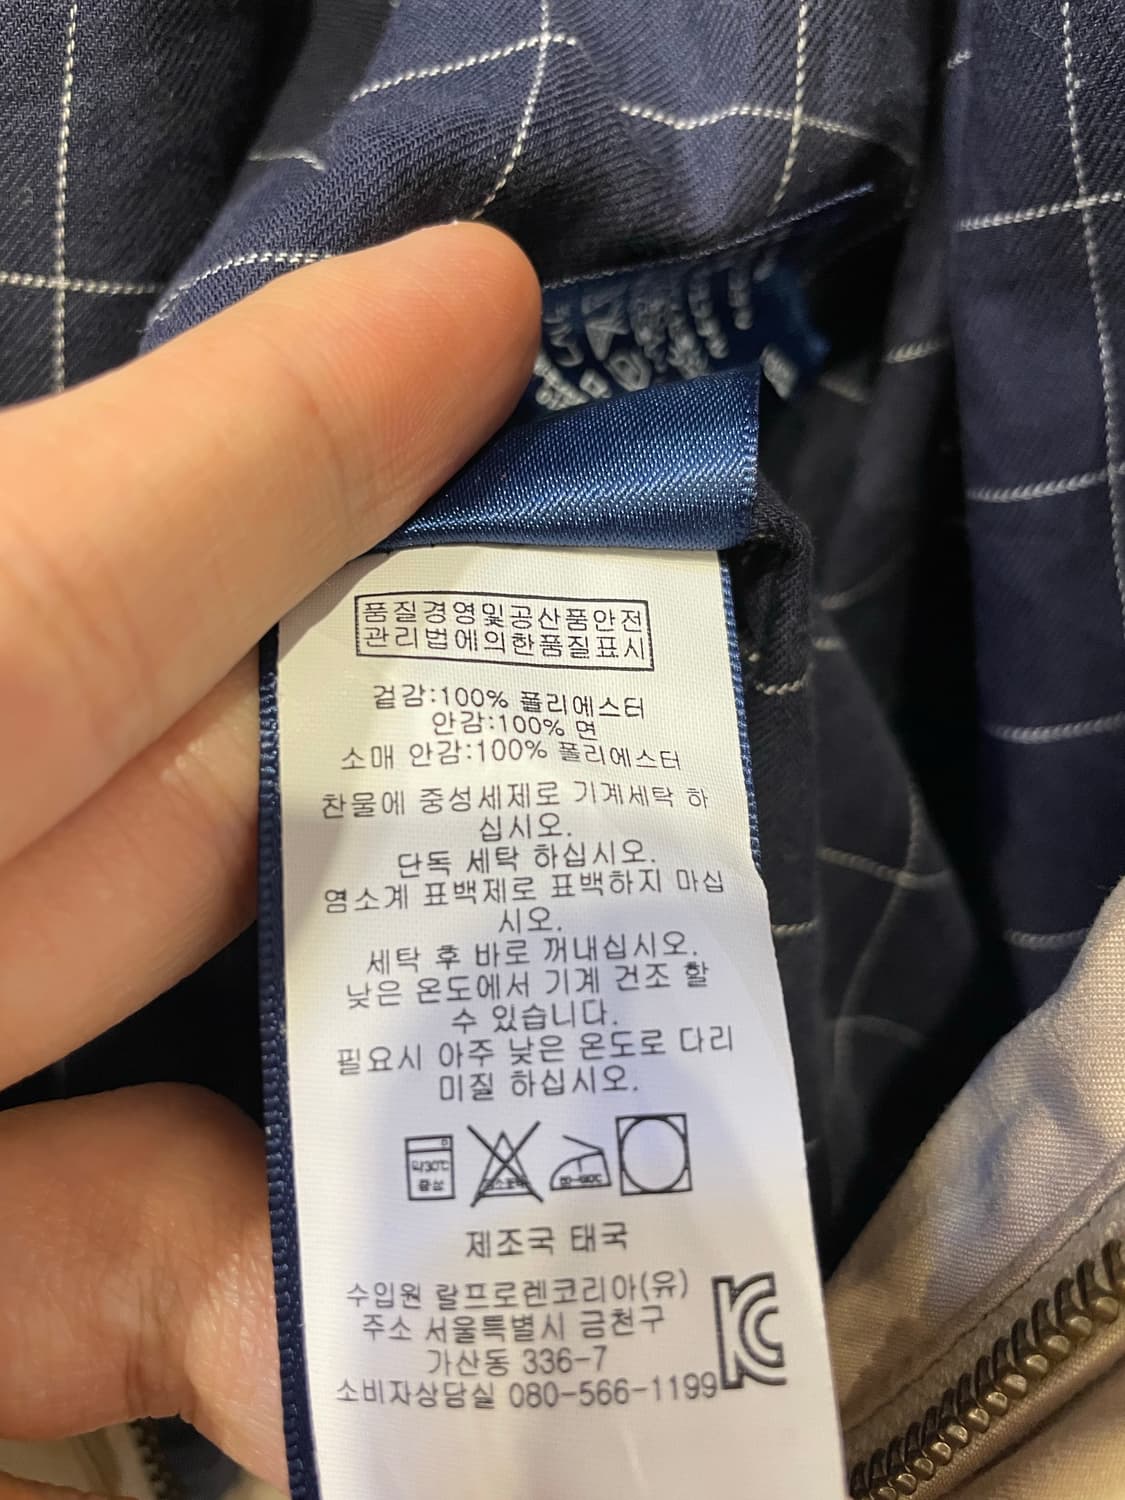 품질경영및공산품안전
관리법에의한품질표시
겉감:100% 폴리에스터
안감:100% 면
소매 안감:100% 폴리에스터
찬물에 중성세제로 기계세탁 하
십시오.
단독 세탁 하십시오.
염소계 표백제로 표백하지 마십
시오.
세탁 후 바로 꺼내십시오.
낮은 온도에서 기계 건조 할
수 있습니다.
필요시 아주 낮은 온도로 다리
미질 하십시오.
약30℃
중성
제조국 태국
수입원 랄프로렌코리아(유)
주소 서울특별시 금천구
가산동 336-7
소비자상담실 080-566-1199